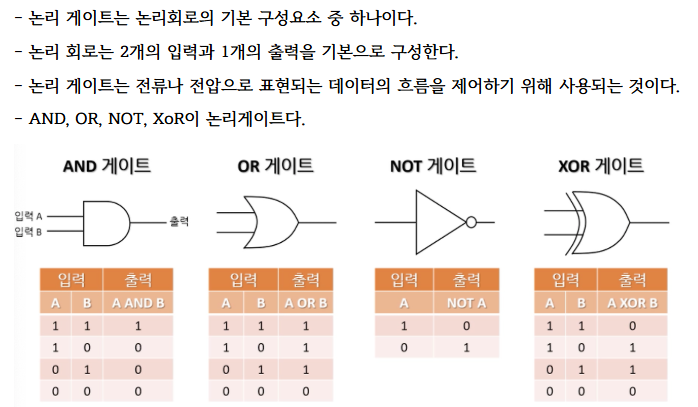 - 논리 게이트는 논리회로의 기본 구성요소 중 하나이다.
- 논리 회로는 2개의 입력과 1개의 출력을 기본으로 구성한다.
- 논리 게이트는 전류나 전압으로 표현되는 데이터의 흐름을 제어하기 위해 사용되는 것이다.
- AND, OR, NOT, XoR이 논리게이트다.
AND 게이트 OR 게이트 NOT 게이트 XOR 게이트
입력 A
입력 B
출력
입력 출력 입력 출력 입력 출력 입력 출력
A B A AND B A B A OR B A NOT A A B A XOR B
1 1 1 1 1 1 1 0 1 1 0
1 0 0 1 0 1 0 1 1 0 1
0 1 0 0 1 1 0 1 1
0 0 0 0 0 0 0 0 0